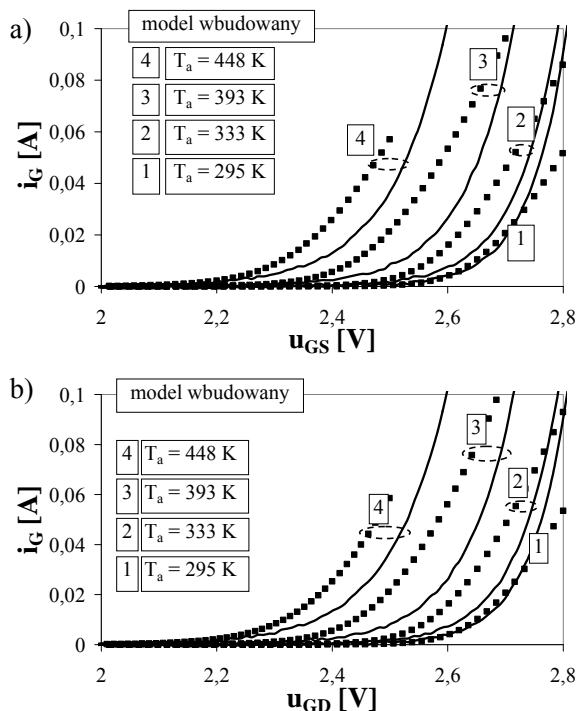 a)
model wbudowany
4 T_a = 448 K
3 T_a = 393 K
2 T_a = 333 K
1 T_a = 295 K
0,1
0,08
0,06
0,04
0,02
0
i_G [A]
4
3
2
1
2
2,2
2,4
2,6
2,8
u_GS [V]
b)
model wbudowany
4 T_a = 448 K
3 T_a = 393 K
2 T_a = 333 K
1 T_a = 295 K
0,1
0,08
0,06
0,04
0,02
0
i_G [A]
4
3
2
1
2
2,2
2,4
2,6
2,8
u_GD [V]